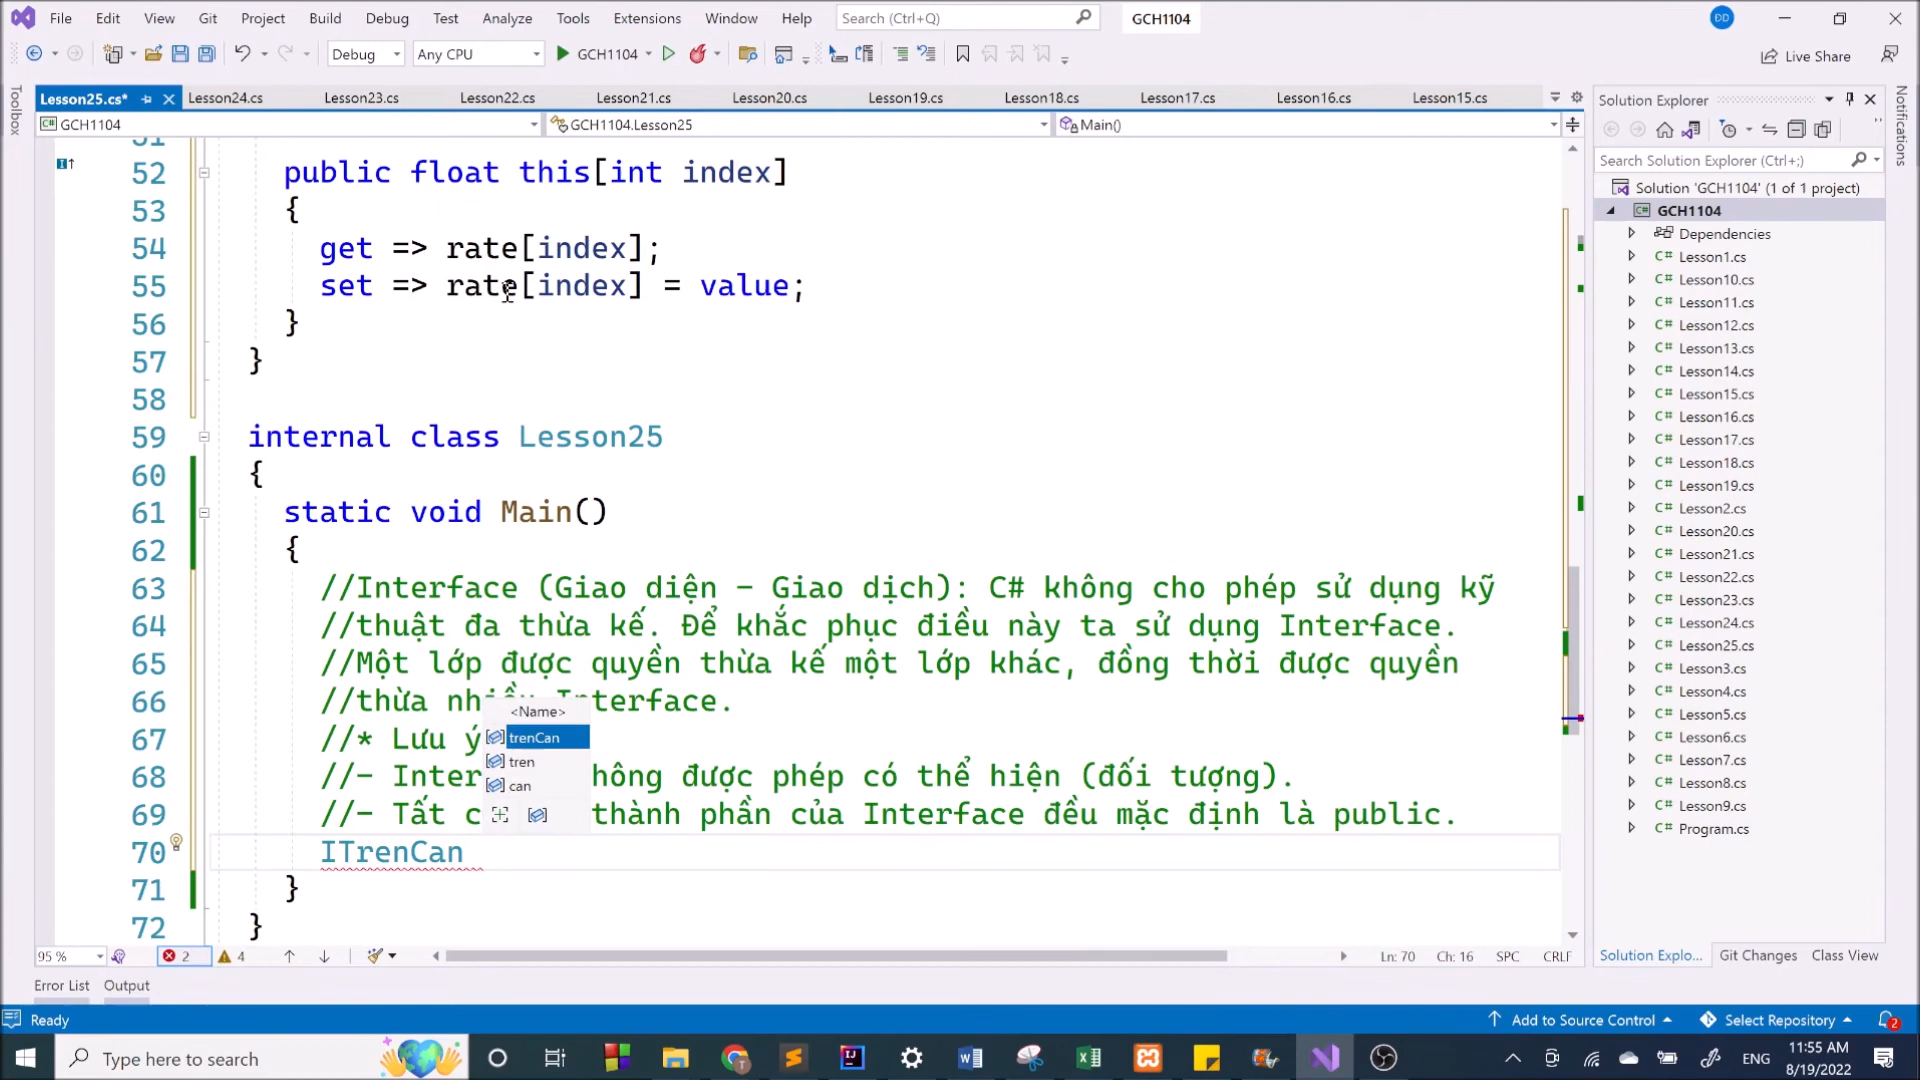 File Edit View Git Project Build Debug Test Analyze Tools Extensions Window Help Search (Ctrl+Q) GCH1104
DD
Debug Any CPU GCH1104 Live Share
Toolbox
Lesson25.cs* Lesson24.cs Lesson23.cs Lesson22.cs Lesson21.cs Lesson20.cs Lesson19.cs Lesson18.cs Lesson17.cs Lesson16.cs Lesson15.cs
GCH1104 GCH1104.Lesson25 Main()
51
52 public float this[int index]
53 {
54 get => rate[index];
55 set => rate[index] = value;
56 }
57 }
58
59 internal class Lesson25
60 {
61 static void Main()
62 {
63 //Interface (Giao diện - Giao dịch): C# không cho phép sử dụng kỹ
64 //thuật đa thừa kế. Để khắc phục điều này ta sử dụng Interface.
65 //Một lớp được quyền thừa kế một lớp khác, đồng thời được quyền
66 //thừa nhiều Interface.
67 //* Lưu ý
68 //- Inter không được phép có thể hiện (đối tượng).
69 //- Tất c thành phần của Interface đều mặc định là public.
70 ITrenCan
71 }
72 }
<Name>
trenCan
tren
can
95 % 2 4 Ln: 70 Ch: 16 SPC CRLF
Error List Output
Solution Explorer
Search Solution Explorer (Ctrl+;)
Solution 'GCH1104' (1 of 1 project)
GCH1104
Dependencies
C# Lesson1.cs
C# Lesson10.cs
C# Lesson11.cs
C# Lesson12.cs
C# Lesson13.cs
C# Lesson14.cs
C# Lesson15.cs
C# Lesson16.cs
C# Lesson17.cs
C# Lesson18.cs
C# Lesson19.cs
C# Lesson2.cs
C# Lesson20.cs
C# Lesson21.cs
C# Lesson22.cs
C# Lesson23.cs
C# Lesson24.cs
C# Lesson25.cs
C# Lesson3.cs
C# Lesson4.cs
C# Lesson5.cs
C# Lesson6.cs
C# Lesson7.cs
C# Lesson8.cs
C# Lesson9.cs
C# Program.cs
Solution Explo... Git Changes Class View
Notifications
Ready Add to Source Control Select Repository 2
Type here to search ENG 11:55 AM
8/19/2022